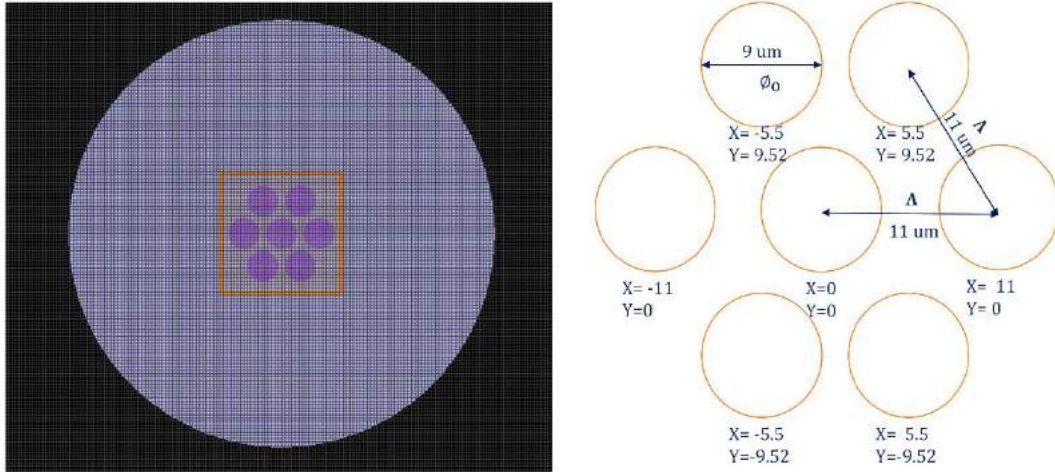 9 um
Øo
Λ
11 um
X= -5.5
Y= 9.52
X= 5.5
Y= 9.52
Λ
11 um
X= -11
Y=0
X=0
Y=0
X= 11
Y= 0
X= -5.5
Y=-9.52
X= 5.5
Y=-9.52